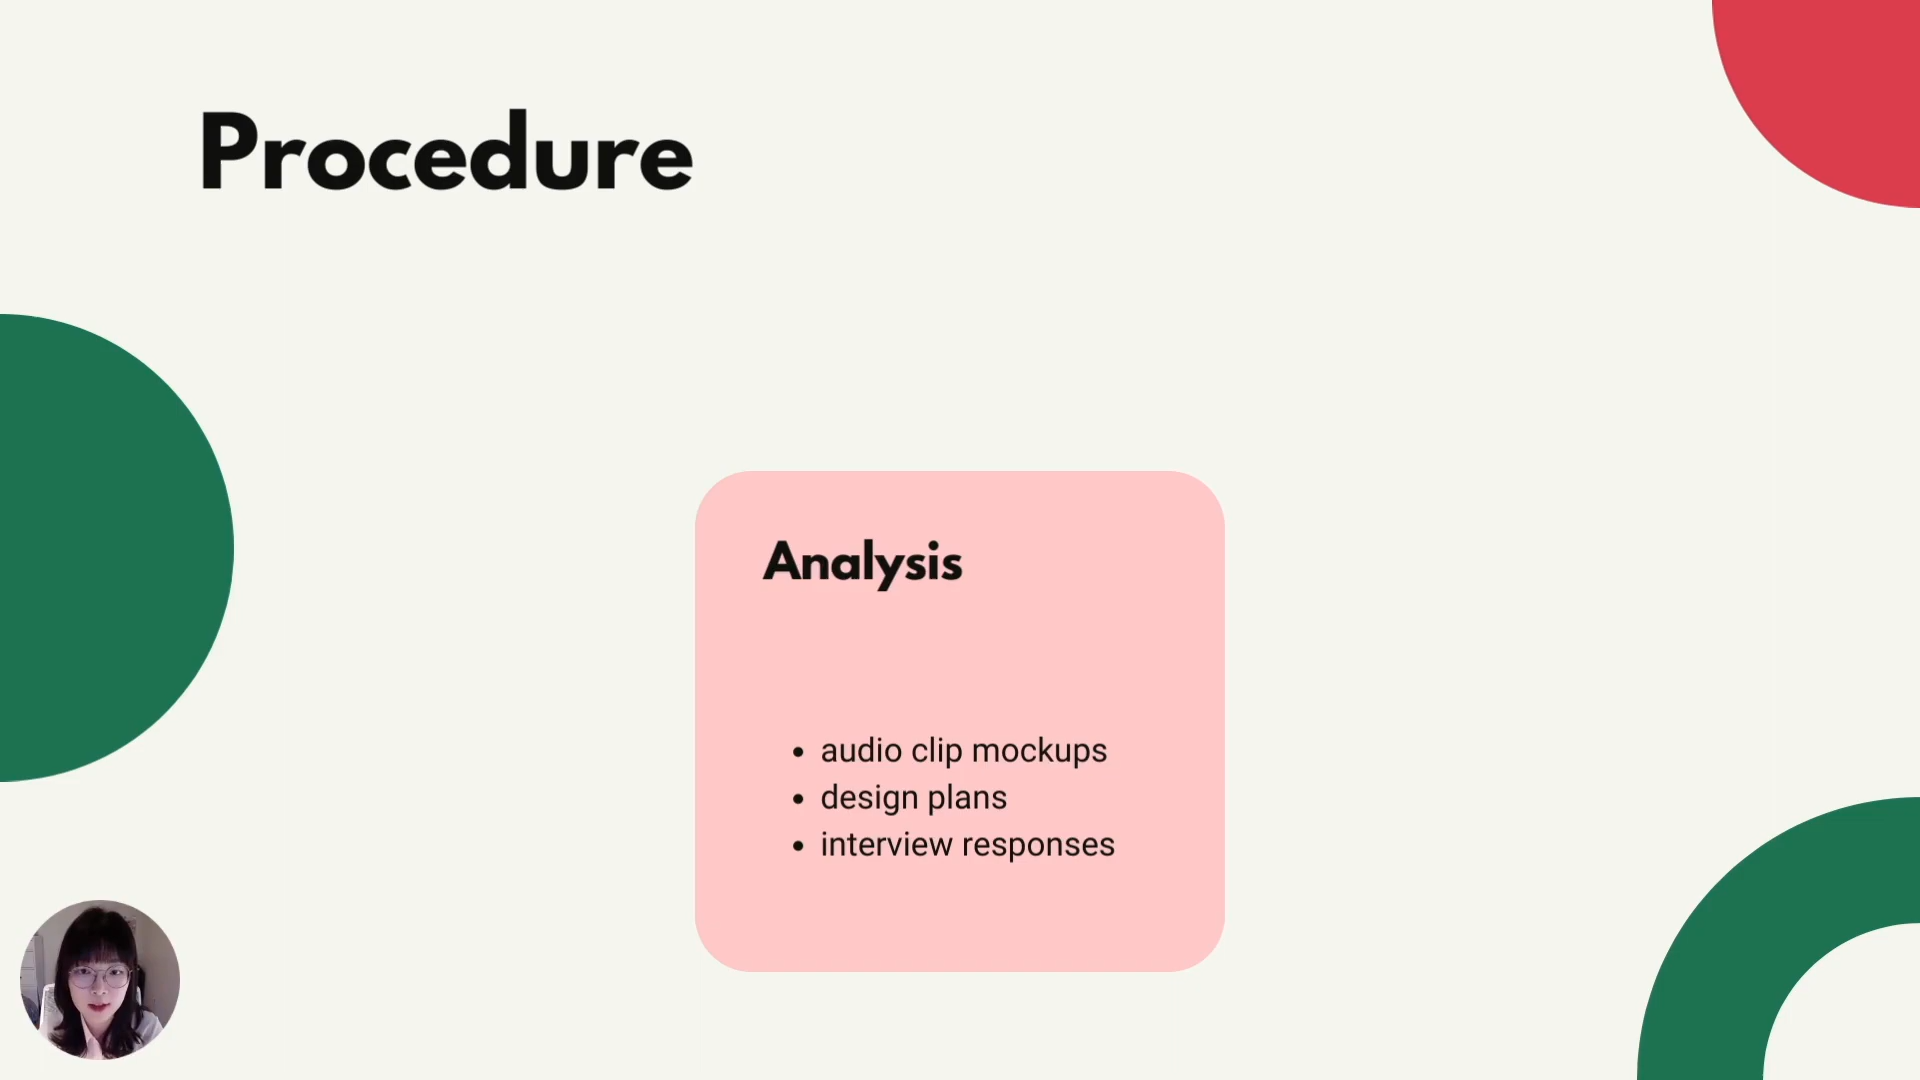 Procedure
Analysis
• audio clip mockups
• design plans
• interview responses